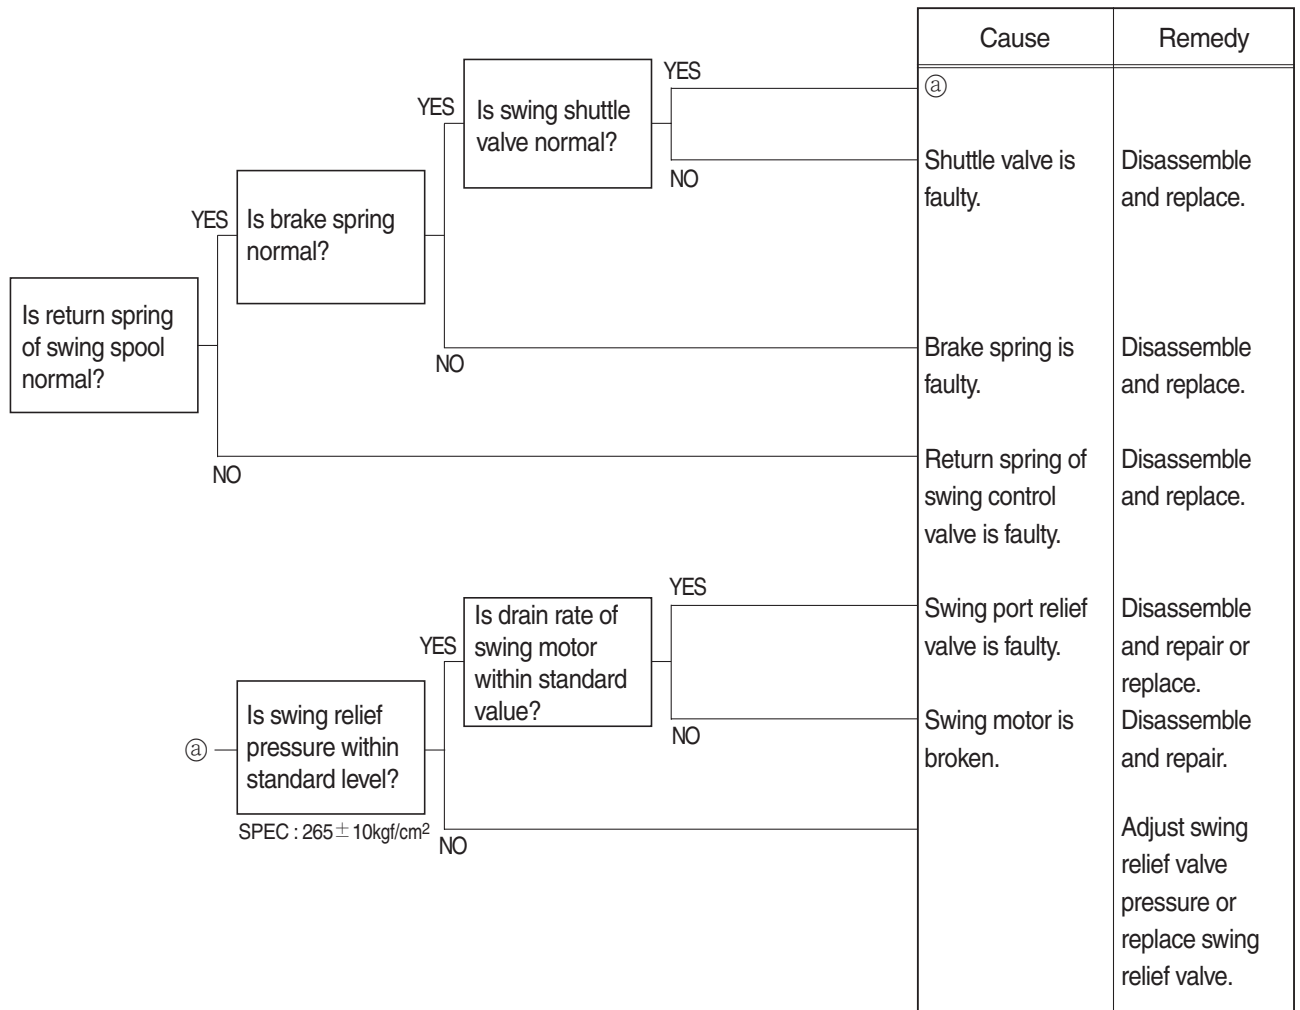 Cause
Remedy
Is swing shuttle
valve normal?
YES
YES
NO
ⓐ
Shuttle valve is
faulty.
Disassemble
and replace.
YES
Is brake spring
normal?
NO
Brake spring is
faulty.
Disassemble
and replace.
Is return spring
of swing spool
normal?
NO
Return spring of
swing control
valve is faulty.
Disassemble
and replace.
YES
Is drain rate of
swing motor
within standard
value?
YES
NO
Swing port relief
valve is faulty.
Disassemble
and repair or
replace.
Swing motor is
broken.
Disassemble
and repair.
ⓐ
Is swing relief
pressure within
standard level?
SPEC : 265±10kgf/cm²
NO
Adjust swing
relief valve
pressure or
replace swing
relief valve.